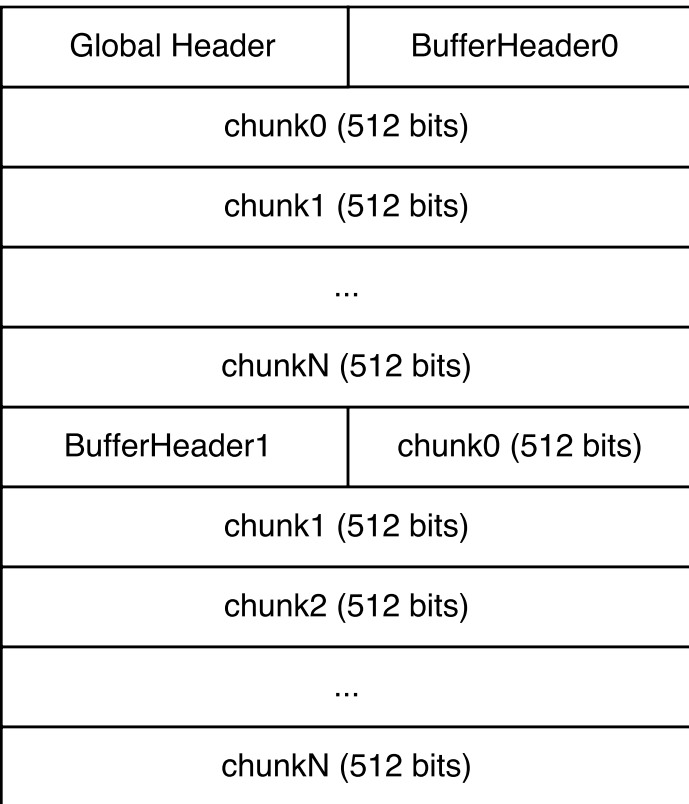 Global Header BufferHeader0
chunk0 (512 bits)
chunk1 (512 bits)
...
chunkN (512 bits)
BufferHeader1 chunk0 (512 bits)
chunk1 (512 bits)
chunk2 (512 bits)
...
chunkN (512 bits)